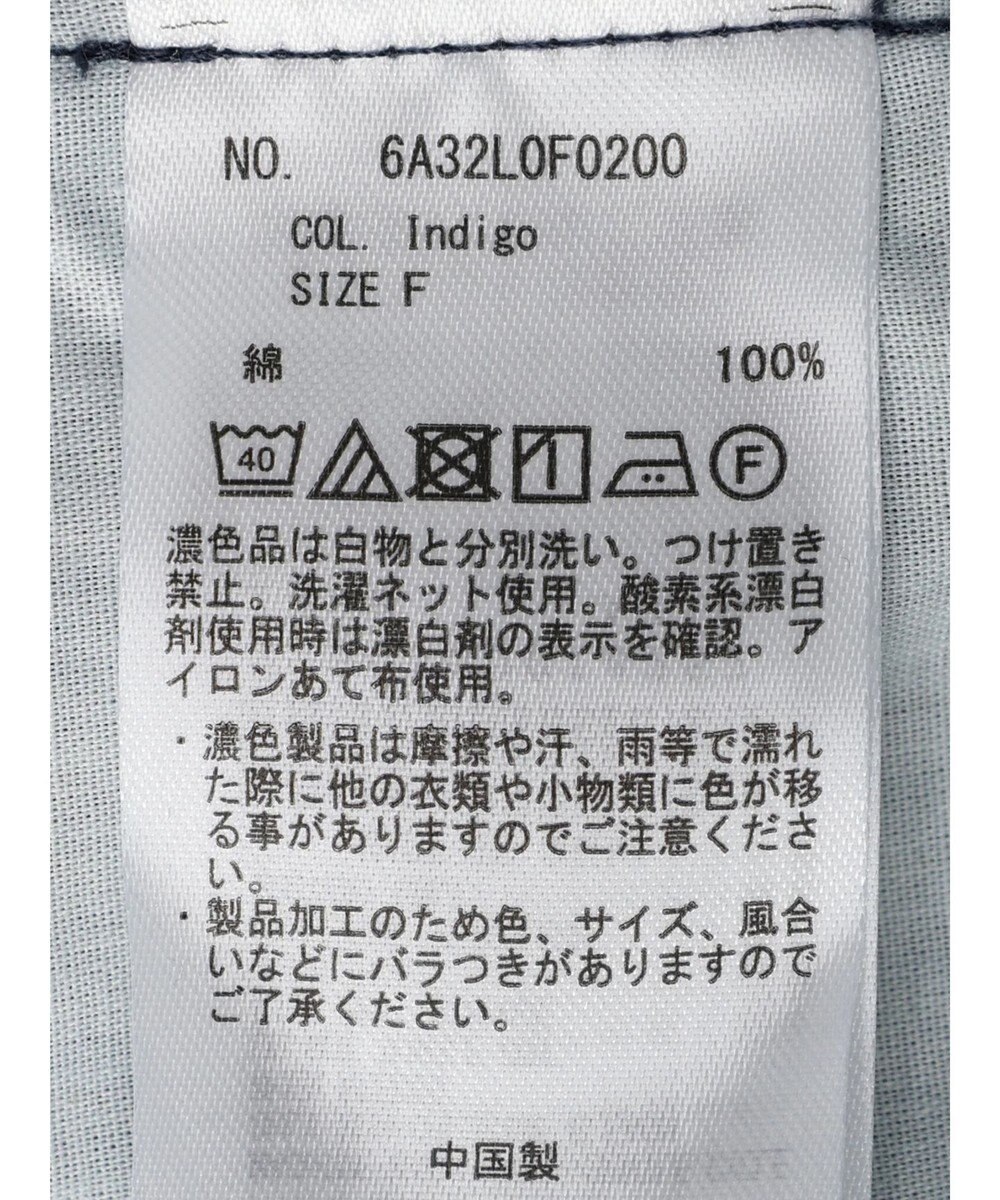 NO. 6A32L0F0200
COL. Indigo
SIZE F
綿 100%
40 F
濃色品は白物と分別洗い。つけ置き
禁止。洗濯ネット使用。酸素系漂白
剤使用時は漂白剤の表示を確認。ア
イロンあて布使用。
・濃色製品は摩擦や汗、雨等で濡れ
た際に他の衣類や小物類に色が移
る事がありますのでご注意くださ
い。
・製品加工のため色、サイズ、風合
いなどにバラつきがありますので
ご了承ください。
中国製